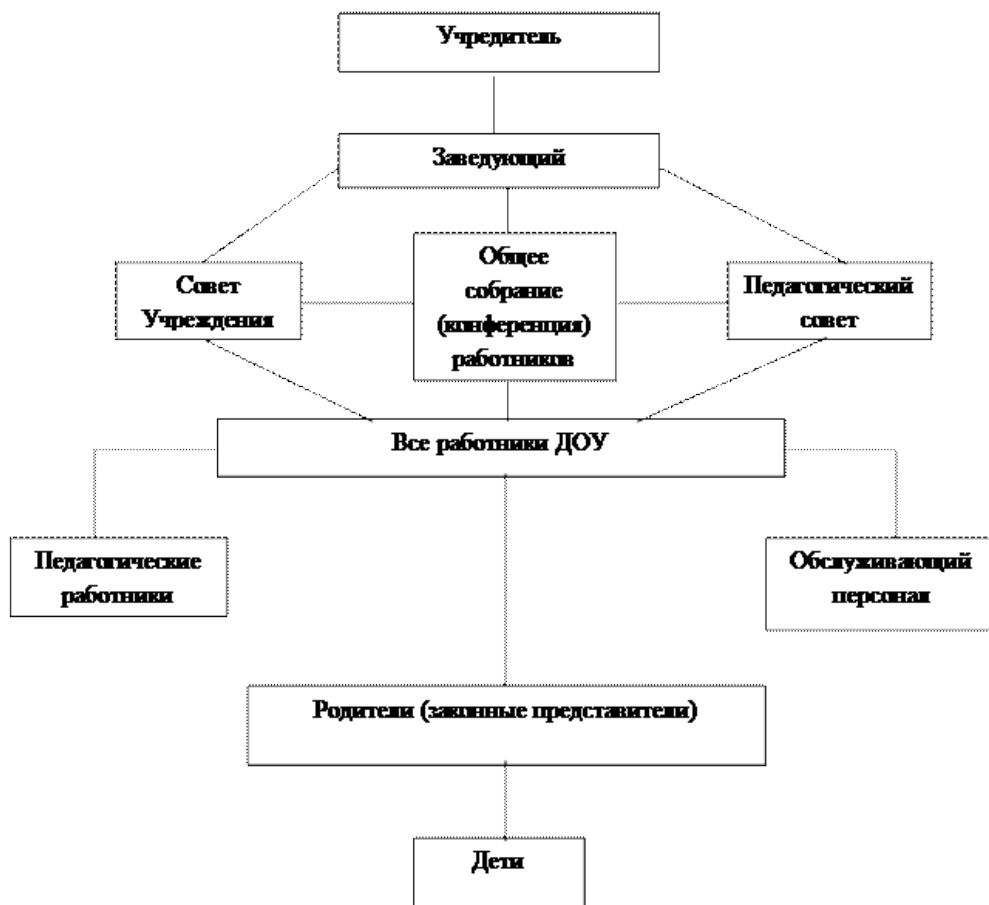 Учредитель
Заведующий
Совет
Учреждения
Общее
собрание
(конференция)
работников
Педагогический
совет
Все работники ДОУ
Педагогические
работники
Обслуживающий
персонал
Родители (законные представители)
Дети